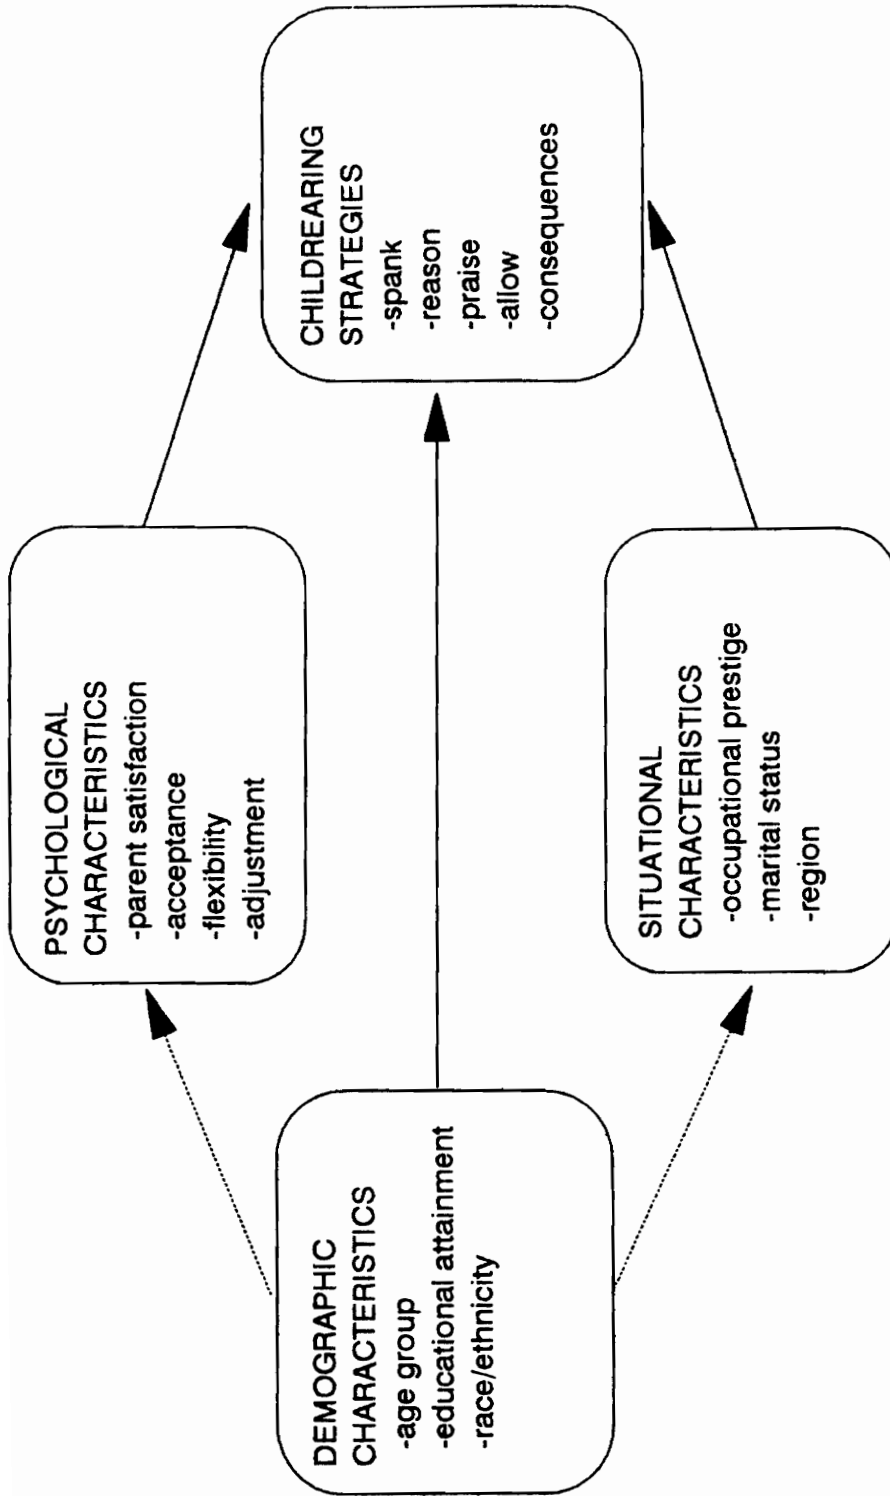 DEMOGRAPHIC
CHARACTERISTICS
-age group
-educational attainment
-race/ethnicity
PSYCHOLOGICAL
CHARACTERISTICS
-parent satisfaction
-acceptance
-flexibility
-adjustment
SITUATIONAL
CHARACTERISTICS
-occupational prestige
-marital status
-region
CHILDREARING
STRATEGIES
-spank
-reason
-praise
-allow
-consequences